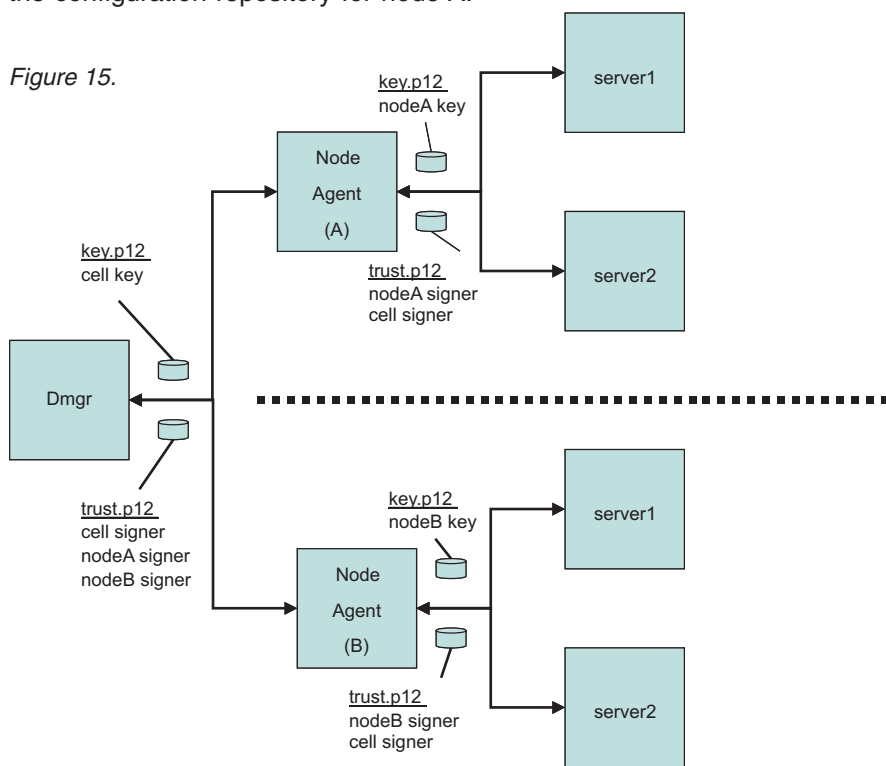 the configuration repository for node A.
Figure 15.
key.p12
nodeA key
server1
Node
Agent
(A)
trust.p12
nodeA signer
cell signer
server2
key.p12
cell key
Dmgr
trust.p12
cell signer
nodeA signer
nodeB signer
key.p12
nodeB key
server1
Node
Agent
(B)
trust.p12
nodeB signer
cell signer
server2